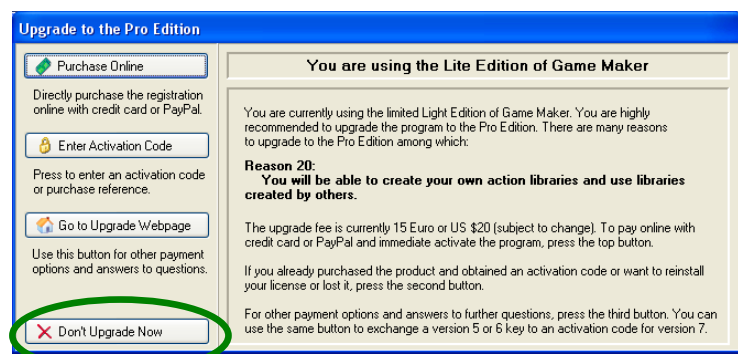 Upgrade to the Pro Edition
Purchase Online
Directly purchase the registration
online with credit card or PayPal.
Enter Activation Code
Press to enter an activation code
or purchase reference.
Go to Upgrade Webpage
Use this button for other payment
options and answers to questions.
Don't Upgrade Now
You are using the Lite Edition of Game Maker
You are currently using the limited Light Edition of Game Maker. You are highly
recommended to upgrade the program to the Pro Edition. There are many reasons
to upgrade to the Pro Edition among which:
Reason 20:
You will be able to create your own action libraries and use libraries
created by others.
The upgrade fee is currently 15 Euro or US $20 (subject to change). To pay online with
credit card or PayPal and immediate activate the program, press the top button.
If you already purchased the product and obtained an activation code or want to reinstall
your license or lost it, press the second button.
For other payment options and answers to further questions, press the third button. You can
use the same button to exchange a version 5 or 6 key to an activation code for version 7.